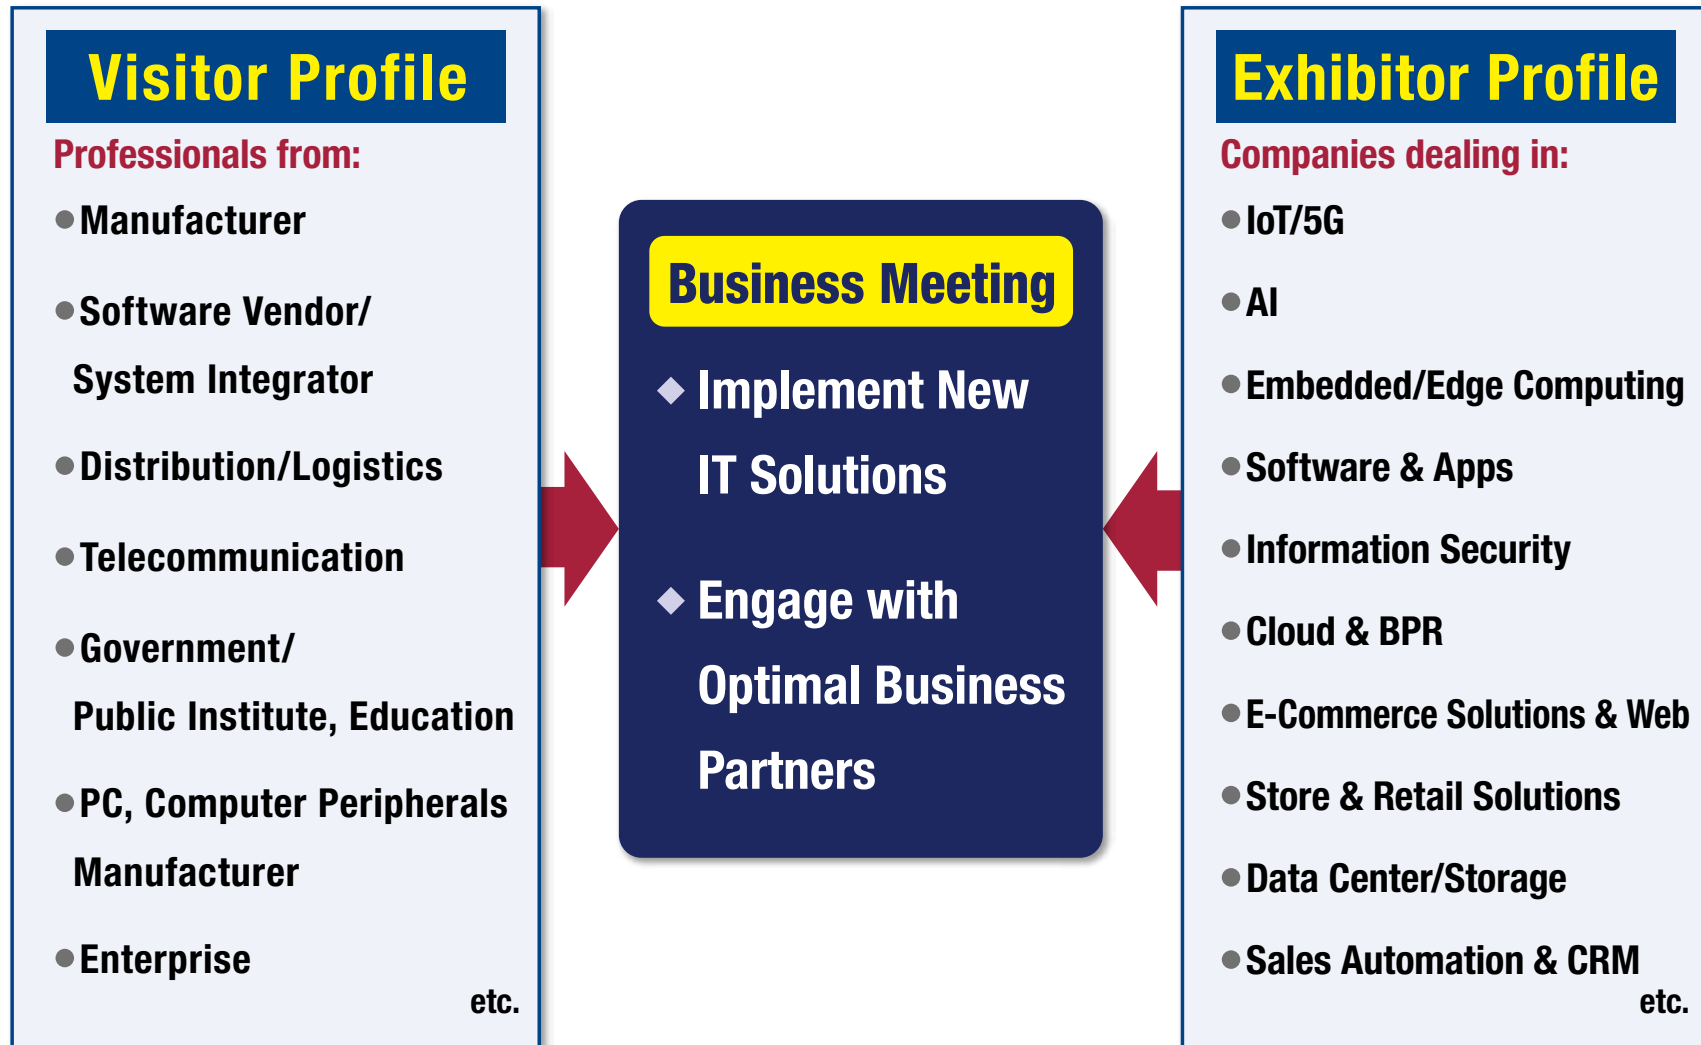 Visitor Profile
Professionals from:
●Manufacturer
●Software Vendor/
System Integrator
●Distribution/Logistics
●Telecommunication
●Government/
Public Institute, Education
●PC, Computer Peripherals
Manufacturer
●Enterprise
etc.
Business Meeting
◆ Implement New
IT Solutions
◆ Engage with
Optimal Business
Partners
Exhibitor Profile
Companies dealing in:
●IoT/5G
●AI
●Embedded/Edge Computing
●Software & Apps
●Information Security
●Cloud & BPR
●E-Commerce Solutions & Web
●Store & Retail Solutions
●Data Center/Storage
●Sales Automation & CRM
etc.